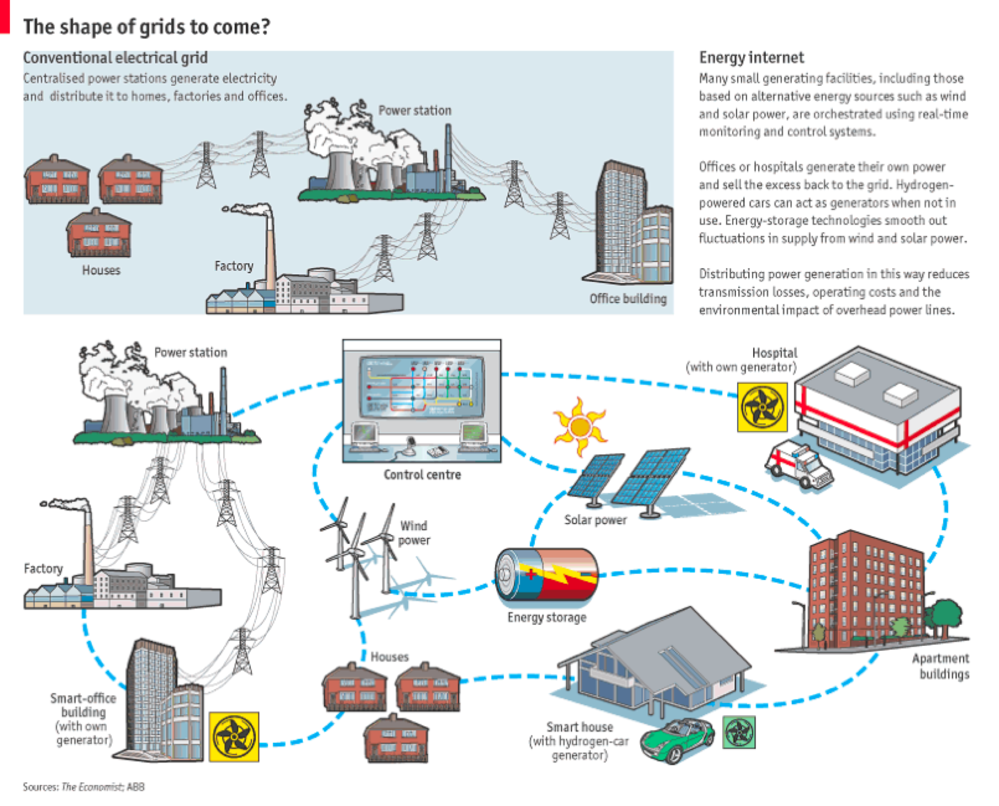 The shape of grids to come?
Conventional electrical grid
Centralised power stations generate electricity
and distribute it to homes, factories and offices.
Power station
Houses
Factory
Office building
Energy internet
Many small generating facilities, including those
based on alternative energy sources such as wind
and solar power, are orchestrated using real-time
monitoring and control systems.
Offices or hospitals generate their own power
and sell the excess back to the grid. Hydrogen-
powered cars can act as generators when not in
use. Energy-storage technologies smooth out
fluctuations in supply from wind and solar power.
Distributing power generation in this way reduces
transmission losses, operating costs and the
environmental impact of overhead power lines.
Power station
Control centre
Hospital
(with own generator)
Solar power
Wind
power
Factory
Energy storage
Houses
Apartment
buildings
Smart-office
building
(with own
generator)
Smart house
(with hydrogen-car
generator)
Sources: The Economist; ABB